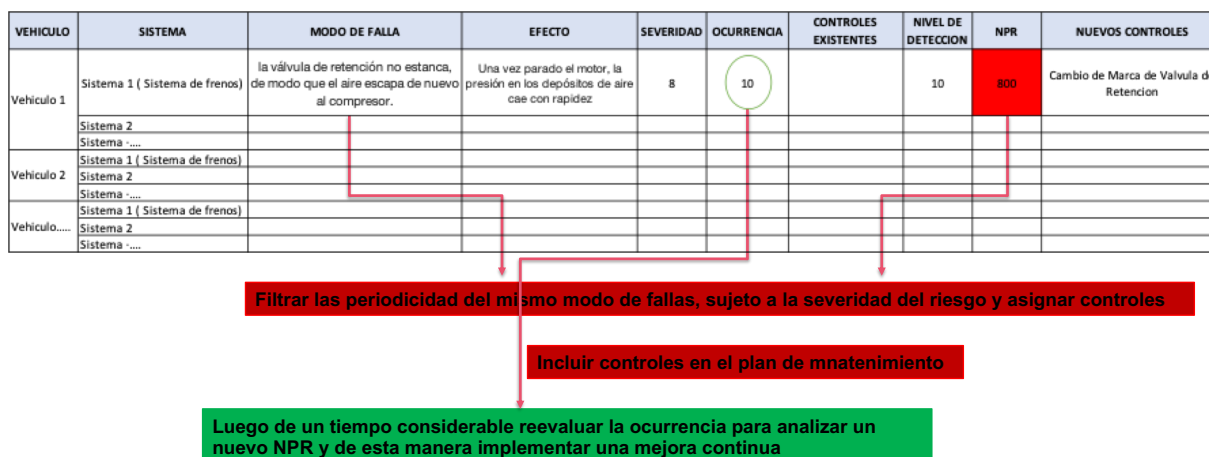 VEHICULO SISTEMA MODO DE FALLA EFECTO SEVERIDAD OCURRENCIA CONTROLES EXISTENTES NIVEL DE DETECCION NPR NUEVOS CONTROLES
Vehiculo 1
Sistema 1 ( Sistema de frenos)
la válvula de retención no estanca,
de modo que el aire escapa de nuevo
al compresor.
Una vez parado el motor, la
presión en los depósitos de aire
cae con rapidez
8
10
10
800
Cambio de Marca de Valvula de
Retencion
Sistema 2
Sistema -....
Vehiculo 2
Sistema 1 ( Sistema de frenos)
Sistema 2
Sistema -....
Vehiculo.....
Sistema 1 ( Sistema de frenos)
Sistema 2
Sistema -....
Filtrar las periodicidad del mismo modo de fallas, sujeto a la severidad del riesgo y asignar controles
Incluir controles en el plan de mnatenimiento
Luego de un tiempo considerable reevaluar la ocurrencia para analizar un
nuevo NPR y de esta manera implementar una mejora continua